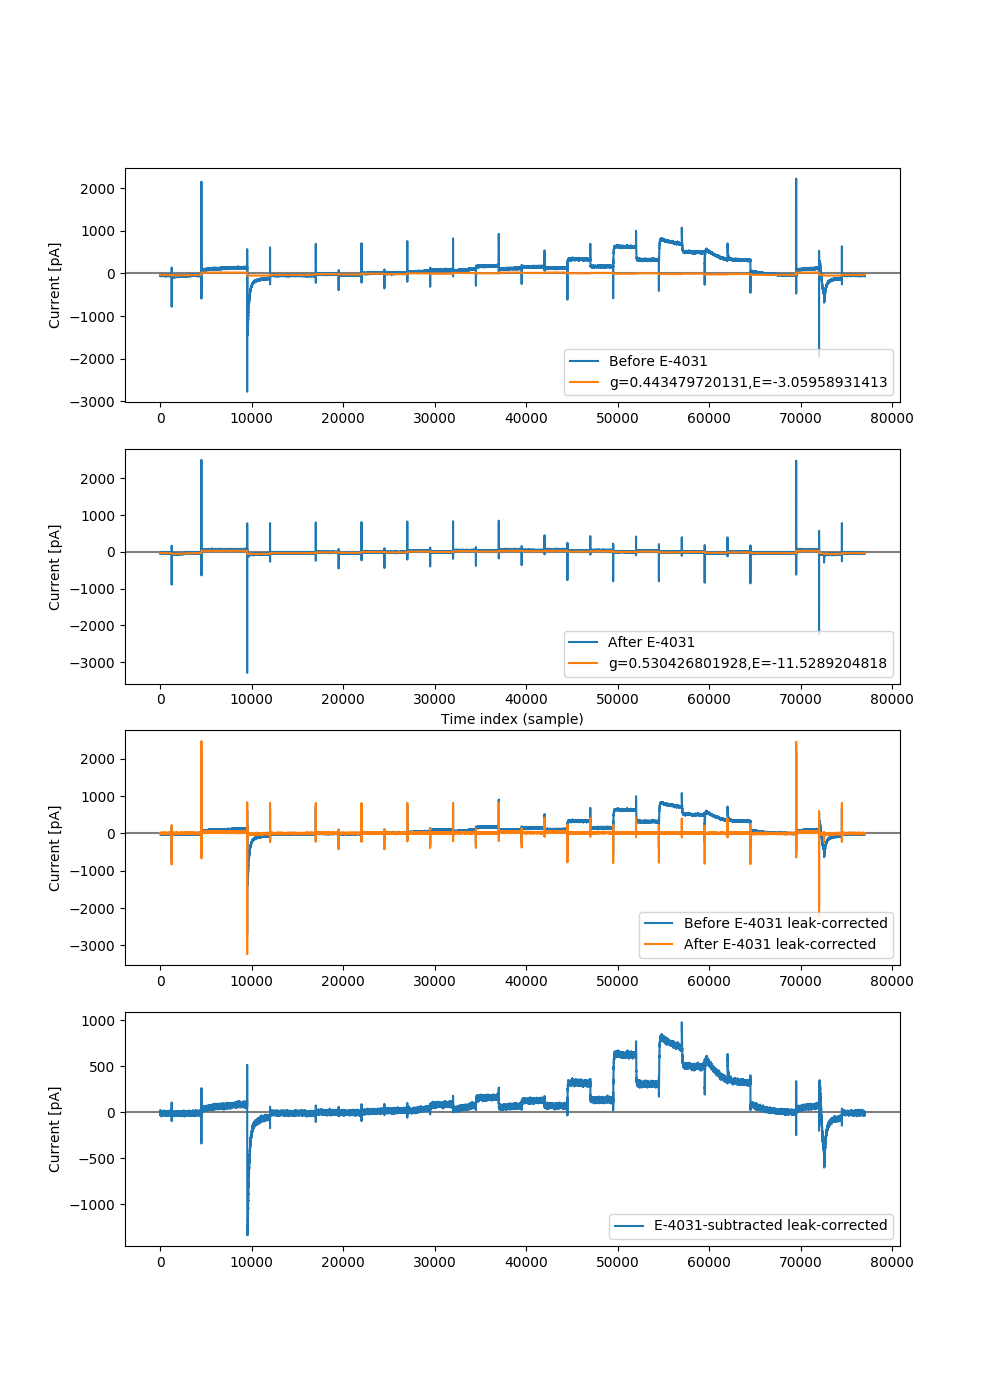 2000
1000
0
−1000
−2000
−3000
Current [pA]
Before E-4031
g=0.443479720131,E=-3.05958931413
0 10000 20000 30000 40000 50000 60000 70000 80000
2000
1000
0
−1000
−2000
−3000
Current [pA]
After E-4031
g=0.530426801928,E=-11.5289204818
0 10000 20000 30000 40000 50000 60000 70000 80000
Time index (sample)
2000
1000
0
−1000
−2000
−3000
Current [pA]
Before E-4031 leak-corrected
After E-4031 leak-corrected
0 10000 20000 30000 40000 50000 60000 70000 80000
1000
500
0
−500
−1000
Current [pA]
E-4031-subtracted leak-corrected
0 10000 20000 30000 40000 50000 60000 70000 80000